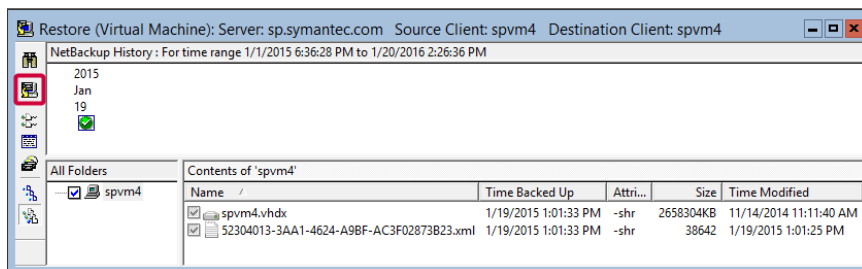 Restore (Virtual Machine): Server: sp.symantec.com Source Client: spvm4 Destination Client: spvm4
NetBackup History : For time range 1/1/2015 6:36:28 PM to 1/20/2016 2:26:36 PM
2015
Jan
19
All Folders Contents of 'spvm4'
spvm4 Name / Time Backed Up Attri... Size Time Modified
spvm4.vhdx 1/19/2015 1:01:33 PM -shr 2658304KB 11/14/2014 11:11:40 AM
52304013-3AA1-4624-A9BF-AC3F02873B23.xml 1/19/2015 1:01:33 PM -shr 38642 1/19/2015 1:01:25 PM